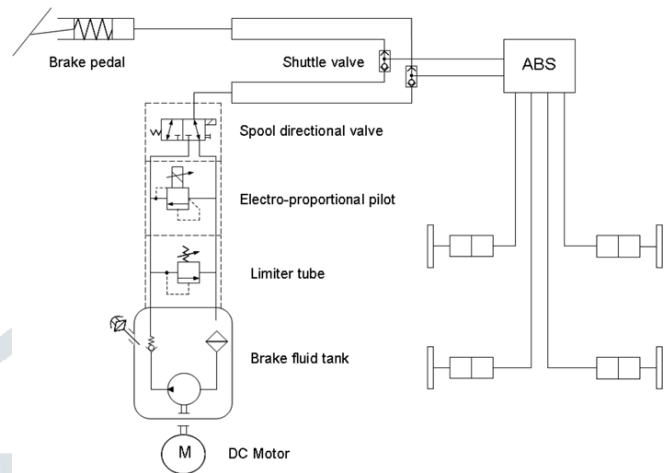 Brake pedal
Shuttle valve
ABS
Spool directional valve
Electro-proportional pilot
Limiter tube
Brake fluid tank
M
DC Motor